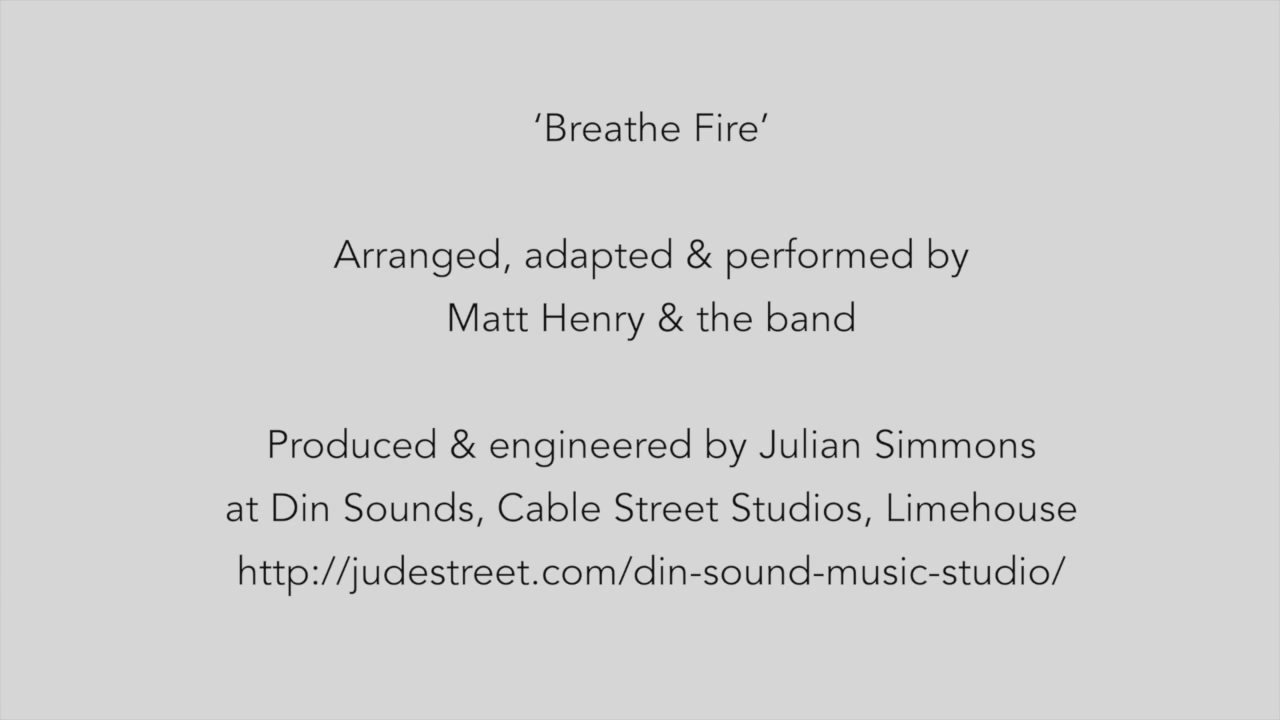 ‘Breathe Fire’
Arranged, adapted & performed by
Matt Henry & the band
Produced & engineered by Julian Simmons
at Din Sounds, Cable Street Studios, Limehouse
http://judestreet.com/din-sound-music-studio/